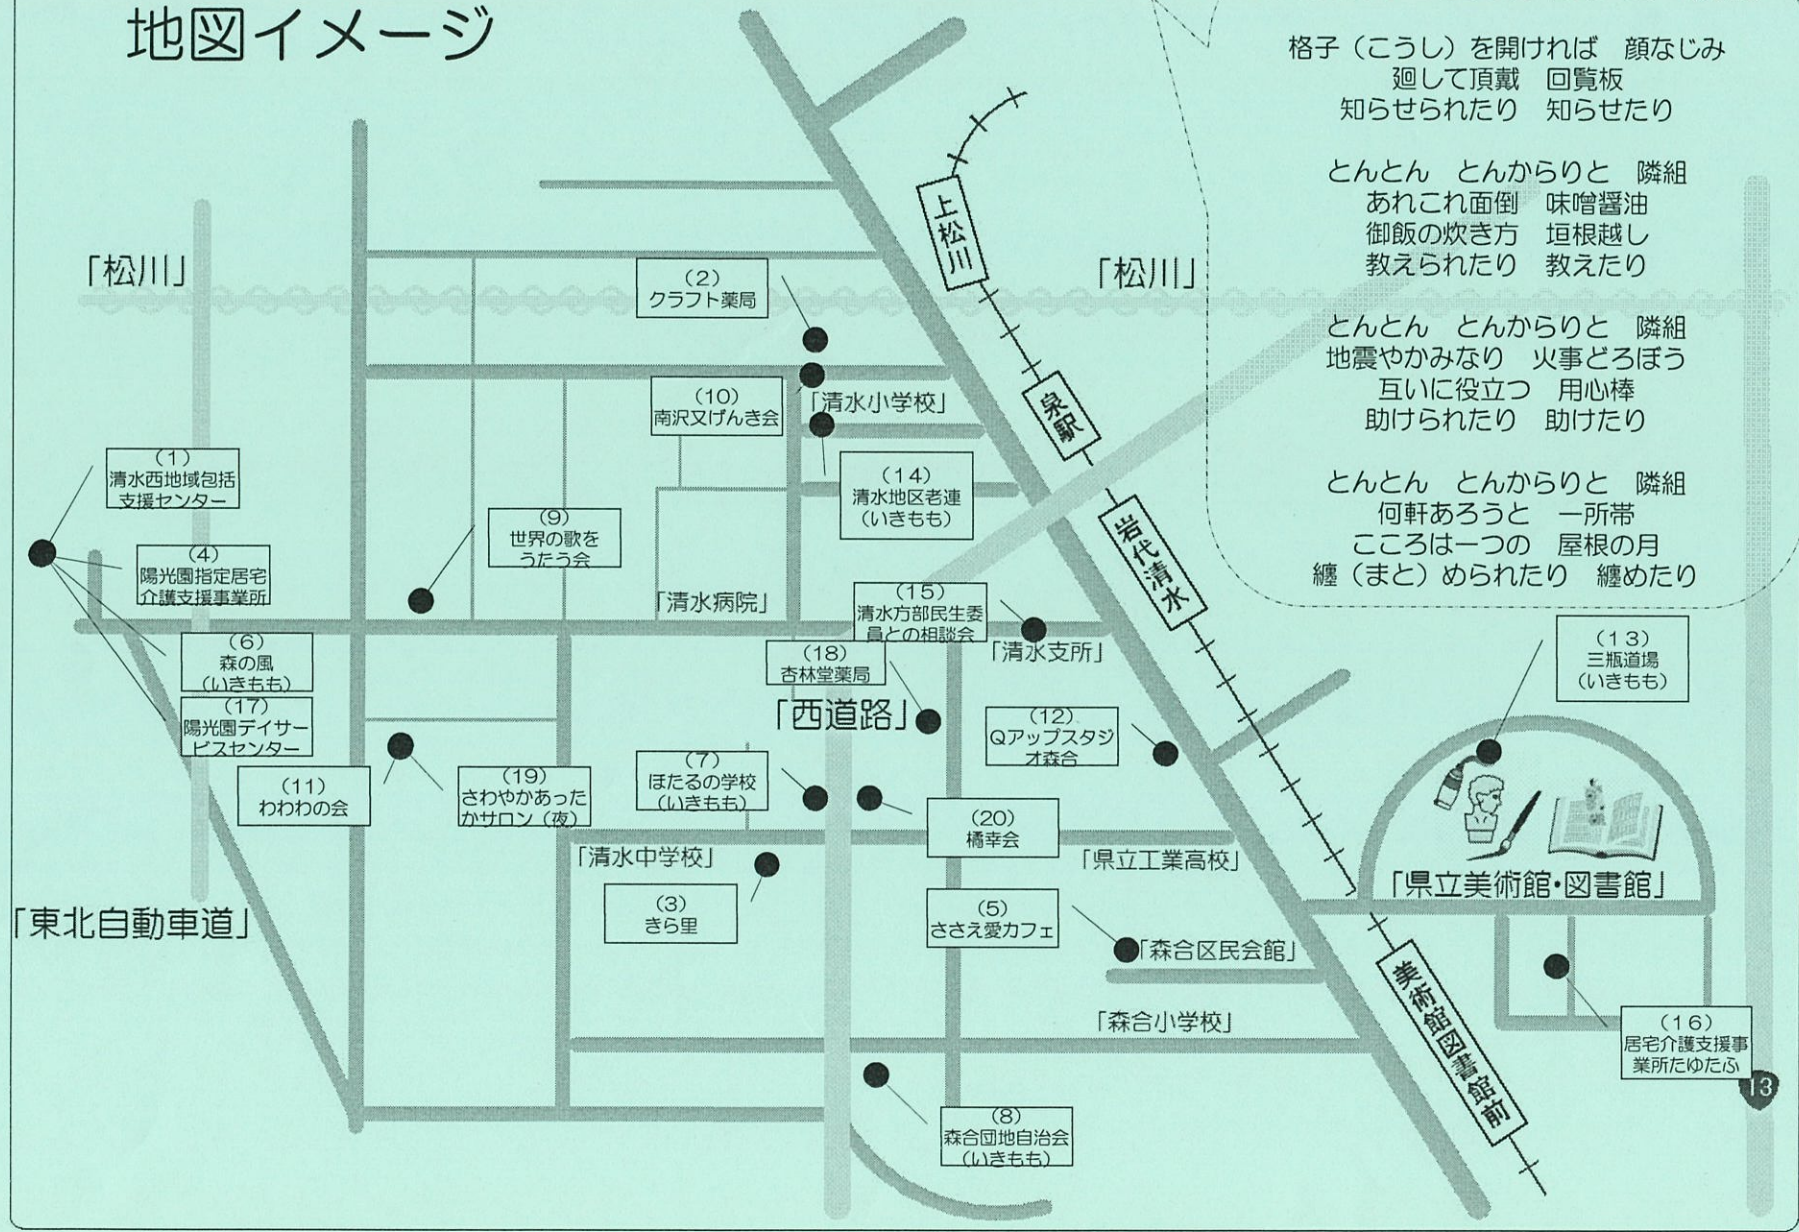 地図イメージ
格子（こうし）を開ければ　顔なじみ
廻して頂戴　回覧板
知らせられたり　知らせたり
とんとん　とんからりと　隣組
あれこれ面倒　味噌醤油
御飯の炊き方　垣根越し
教えられたり　教えたり
とんとん　とんからりと　隣組
地震やかみなり　火事どろぼう
互いに役立つ　用心棒
助けられたり　助けたり
とんとん　とんからりと　隣組
何軒あろうと　一所帯
こころは一つの　屋根の月
纏（まと）められたり　纏めたり
上松川
「松川」
「松川」
（2）
クラフト薬局
泉駅
（10）
南沢又げんき会
「清水小学校」
（1）
清水西地域包括
支援センター
（14）
清水地区老連
（いきもも）
（9）
世界の歌を
うたう会
岩代清水
（4）
陽光園指定居宅
介護支援事業所
「清水病院」
（15）
清水方部民生委
員との相談会
「清水支所」
（6）
森の風
（いきもも）
（18）
杏林堂薬局
（13）
三瓶道場
（いきもも）
（17）
陽光園デイサー
ビスセンター
「西道路」
（12）
Qアップスタジ
オ森合
（11）
わわわの会
（19）
さわやかあった
かサロン（夜）
（7）
ほたるの学校
（いきもも）
（20）
橘幸会
「清水中学校」
「県立工業高校」
「県立美術館・図書館」
（3）
きら里
（5）
ささえ愛カフェ
「東北自動車道」
「森合区民会館」
美術館図書館前
「森合小学校」
（16）
居宅介護支援事
業所たゆたふ
13
（8）
森合団地自治会
（いきもも）